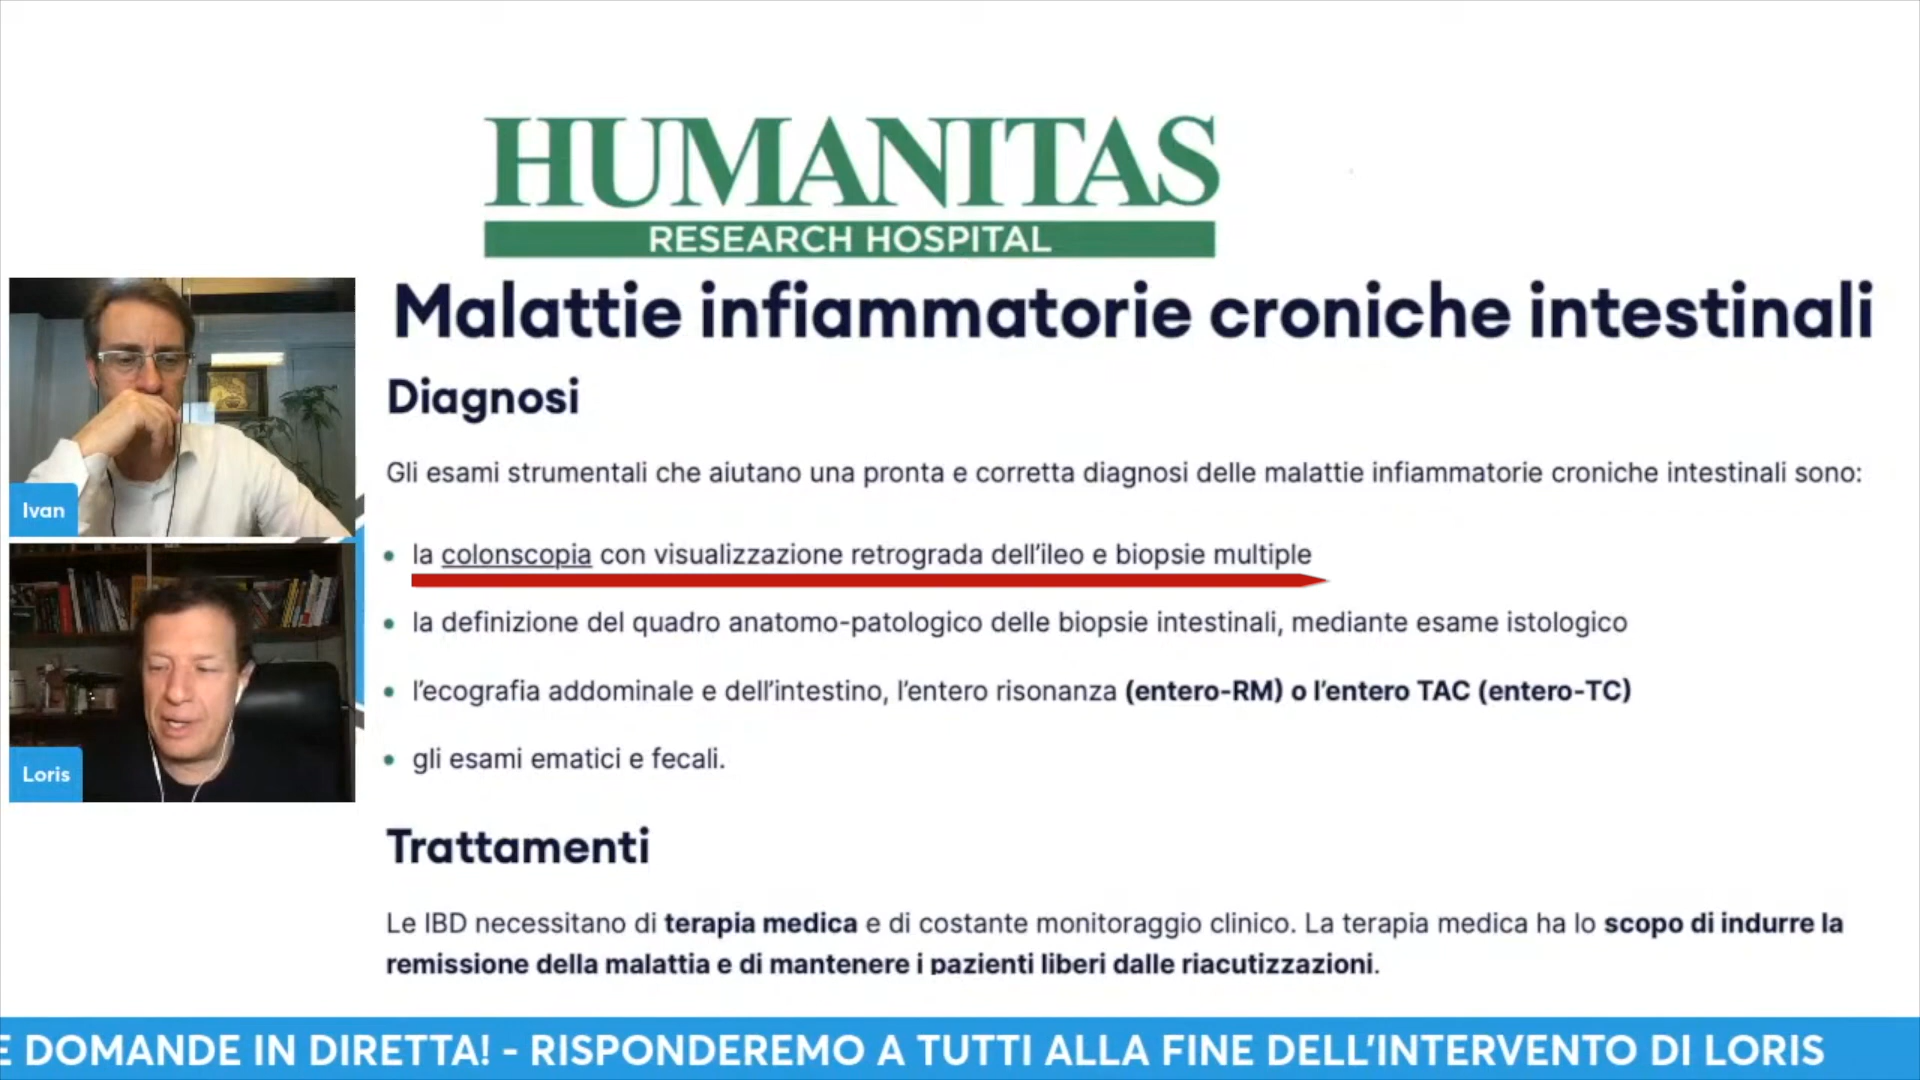 HUMANITAS
RESEARCH HOSPITAL
Malattie infiammatorie croniche intestinali
Diagnosi
Gli esami strumentali che aiutano una pronta e corretta diagnosi delle malattie infiammatorie croniche intestinali sono:
la colonscopia con visualizzazione retrograda dell'ileo e biopsie multiple
la definizione del quadro anatomo-patologico delle biopsie intestinali, mediante esame istologico
l'ecografia addominale e dell'intestino, l'entero risonanza (entero-RM) o l'entero TAC (entero-TC)
gli esami ematici e fecali.
Trattamenti
Le IBD necessitano di terapia medica e di costante monitoraggio clinico. La terapia medica ha lo scopo di indurre la
remissione della malattia e di mantenere i pazienti liberi dalle riacutizzazioni.
Ivan
Loris
E DOMANDE IN DIRETTA! - RISPONDEREMO A TUTTI ALLA FINE DELL'INTERVENTO DI LORIS